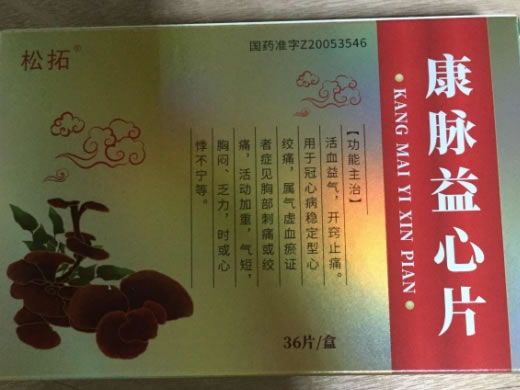 松拓®
国药准字Z20053546
康脉益心片
KANG MAI YI XIN PIAN
【功能主治】
活血益气，开窍止痛。
用于冠心病稳定型心
绞痛，属气虚血瘀证
者症见胸部刺痛或绞
痛，活动加重，气短，
胸闷、乏力，时或心
悸不宁等。
36片/盒